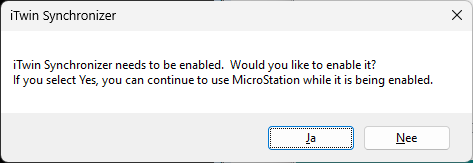 iTwin Synchronizer
iTwin Synchronizer needs to be enabled.  Would you like to enable it?
If you select Yes, you can continue to use MicroStation while it is being enabled.
Ja
Nee